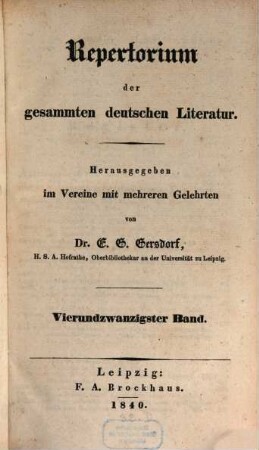 Repertorium
der
gesammten deutschen Literatur.
Herausgegeben
im Vereine mit mehreren Gelehrten
von
Dr. E. G. Gersdorf,
H. S. A. Hofrathe, Oberbibliothekar an der Universität zu Leipzig.
Vierundzwanzigster Band.
Leipzig:
F. A. Brockhaus.
1840.